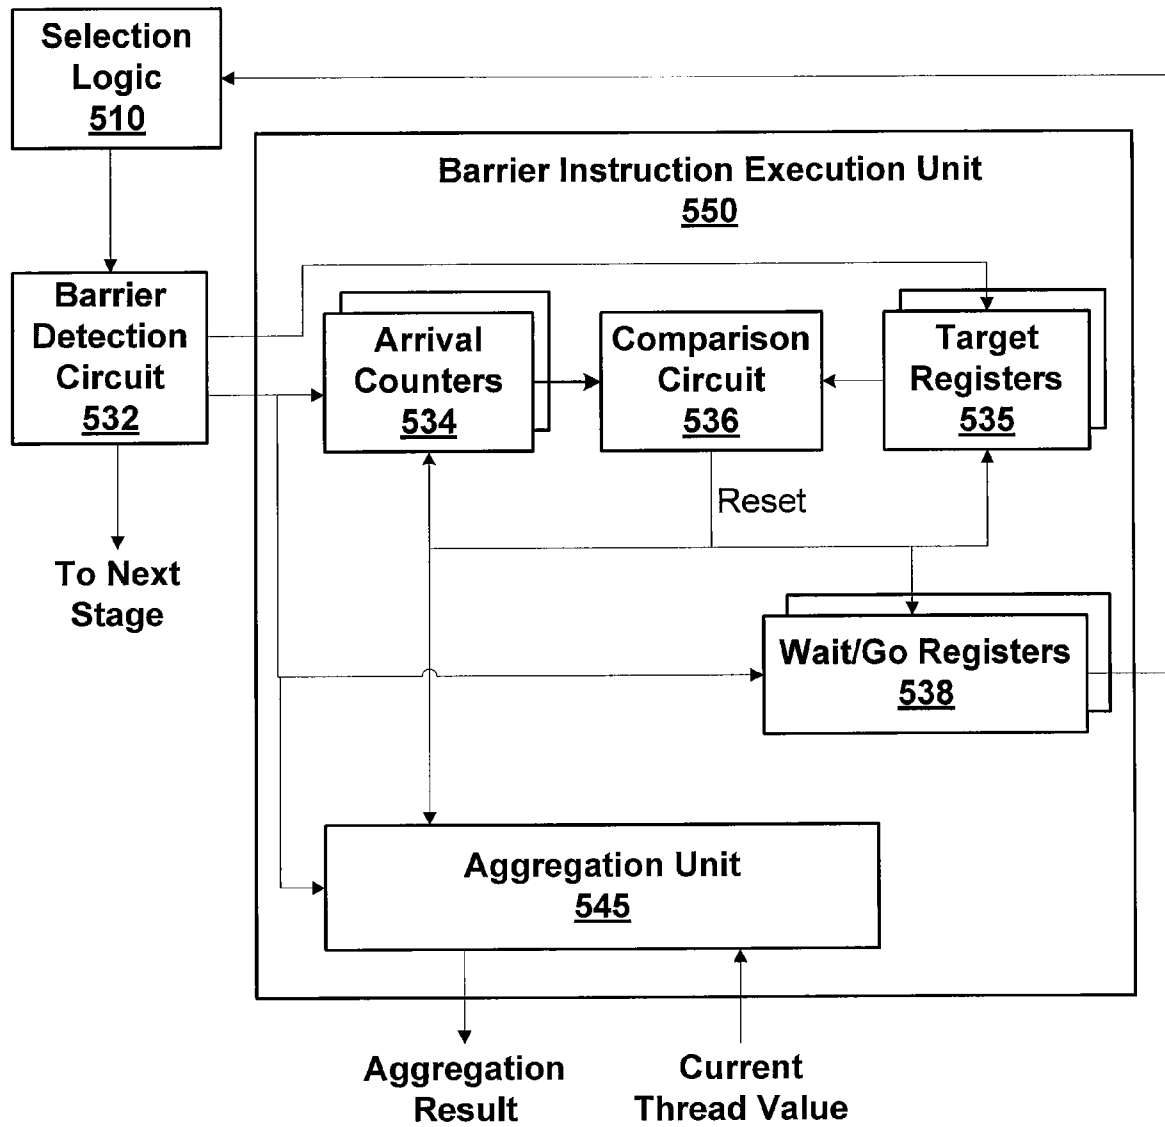 Selection
Logic
510
Barrier Instruction Execution Unit
550
Barrier
Detection
Circuit
532
Arrival
Counters
534
Comparison
Circuit
536
Target
Registers
535
Reset
To Next
Stage
Wait/Go Registers
538
Aggregation Unit
545
Aggregation
Result
Current
Thread Value